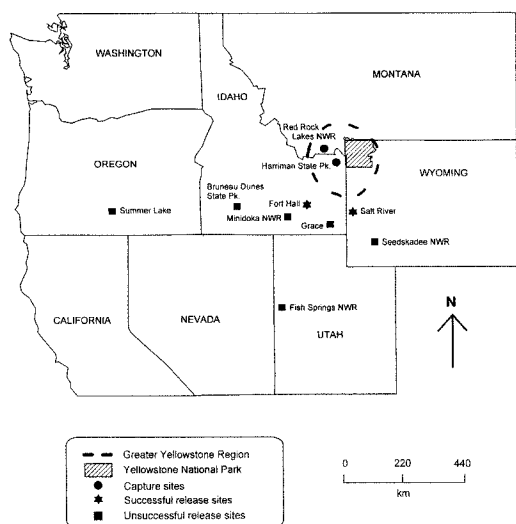 WASHINGTON
MONTANA
IDAHO
Red Rock
Lakes NWR
Harriman State Pk.
OREGON
WYOMING
Bruneau Dunes
State Pk.
Fort Hall
Summer Lake
Minidoka NWR
Salt River
Grace
Seedskadee NWR
Fish Springs NWR
CALIFORNIA
NEVADA
UTAH
N
Greater Yellowstone Region
Yellowstone National Park
Capture sites
Successful release sites
Unsuccessful release sites
0 220 440
km